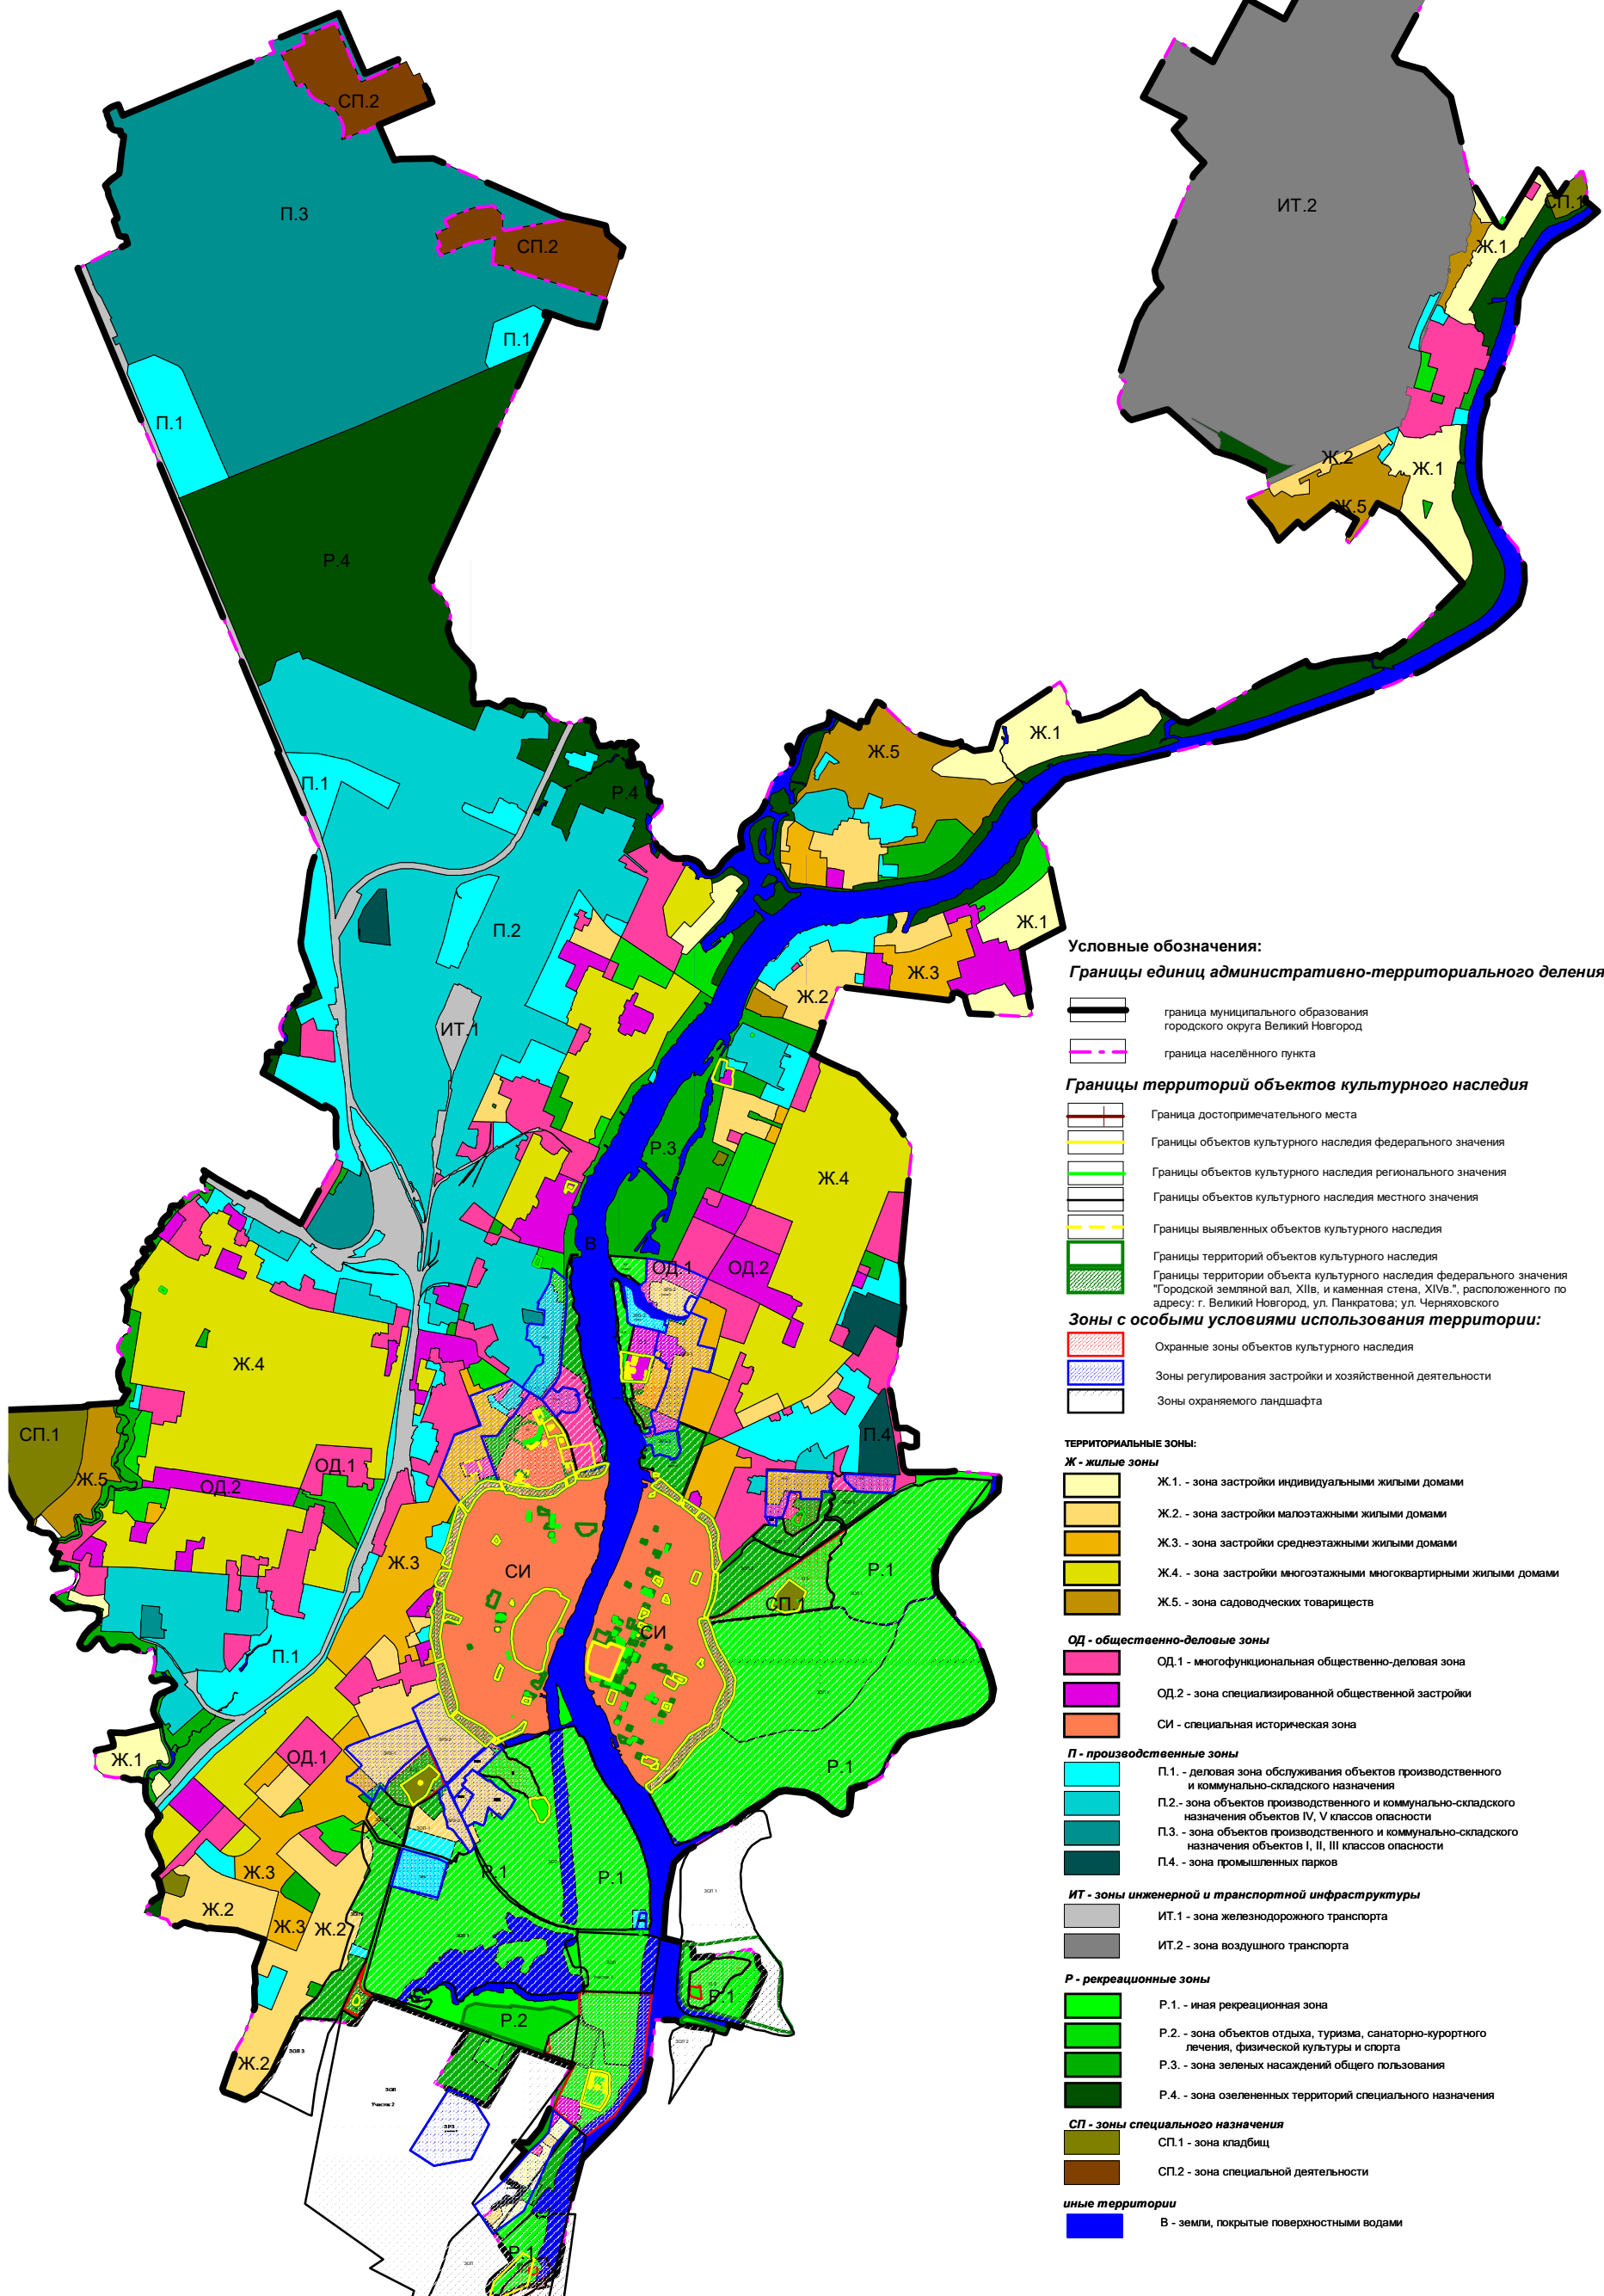 СП.2
П.3
СП.2
П.1
П.1
Р.4
ИТ.2
СП.1
Ж.1
Ж.2
Ж.1
Ж.5
Ж.1
Ж.5
П.1
Р.4
П.2
Ж.1
Ж.3
Ж.2
ИТ.1
Р.3
Ж.4
В
ОД.1
ОД.2
Ж.4
СП.1
П.4
ОД.1
Ж.5
ОД.2
Ж.3
СИ
Р.1
СП.1
СИ
П.1
Ж.1
ОД.1
Р.1
Р.1
Р.1
Ж.3
Ж.2
Ж.3
Ж.2
Р.1
Р.2
Ж.2
Р.1
Условные обозначения:
Границы единиц административно-территориального деления
граница муниципального образования
городского округа Великий Новгород
граница населённого пункта
Границы территорий объектов культурного наследия
Граница достопримечательного места
Границы объектов культурного наследия федерального значения
Границы объектов культурного наследия регионального значения
Границы объектов культурного наследия местного значения
Границы выявленных объектов культурного наследия
Границы территорий объектов культурного наследия
Границы территории объекта культурного наследия федерального значения
"Городской земляной вал, XIIв, и каменная стена, XIVв.", расположенного по
адресу: г. Великий Новгород, ул. Панкратова; ул. Черняховского
Зоны с особыми условиями использования территории:
Охранные зоны объектов культурного наследия
Зоны регулирования застройки и хозяйственной деятельности
Зоны охраняемого ландшафта
ТЕРРИТОРИАЛЬНЫЕ ЗОНЫ:
Ж - жилые зоны
Ж.1. - зона застройки индивидуальными жилыми домами
Ж.2. - зона застройки малоэтажными жилыми домами
Ж.3. - зона застройки среднеэтажными жилыми домами
Ж.4. - зона застройки многоэтажными многоквартирными жилыми домами
Ж.5. - зона садоводческих товариществ
ОД - общественно-деловые зоны
ОД.1 - многофункциональная общественно-деловая зона
ОД.2 - зона специализированной общественной застройки
СИ - специальная историческая зона
П - производственные зоны
П.1. - деловая зона обслуживания объектов производственного
и коммунально-складского назначения
П.2.- зона объектов производственного и коммунально-складского
назначения объектов IV, V классов опасности
П.3. - зона объектов производственного и коммунально-складского
назначения объектов I, II, III классов опасности
П.4. - зона промышленных парков
ИТ - зоны инженерной и транспортной инфраструктуры
ИТ.1 - зона железнодорожного транспорта
ИТ.2 - зона воздушного транспорта
Р - рекреационные зоны
Р.1. - иная рекреационная зона
Р.2. - зона объектов отдыха, туризма, санаторно-курортного
лечения, физической культуры и спорта
Р.3. - зона зеленых насаждений общего пользования
Р.4. - зона озелененных территорий специального назначения
СП - зоны специального назначения
СП.1 - зона кладбищ
СП.2 - зона специальной деятельности
иные территории
В - земли, покрытые поверхностными водами